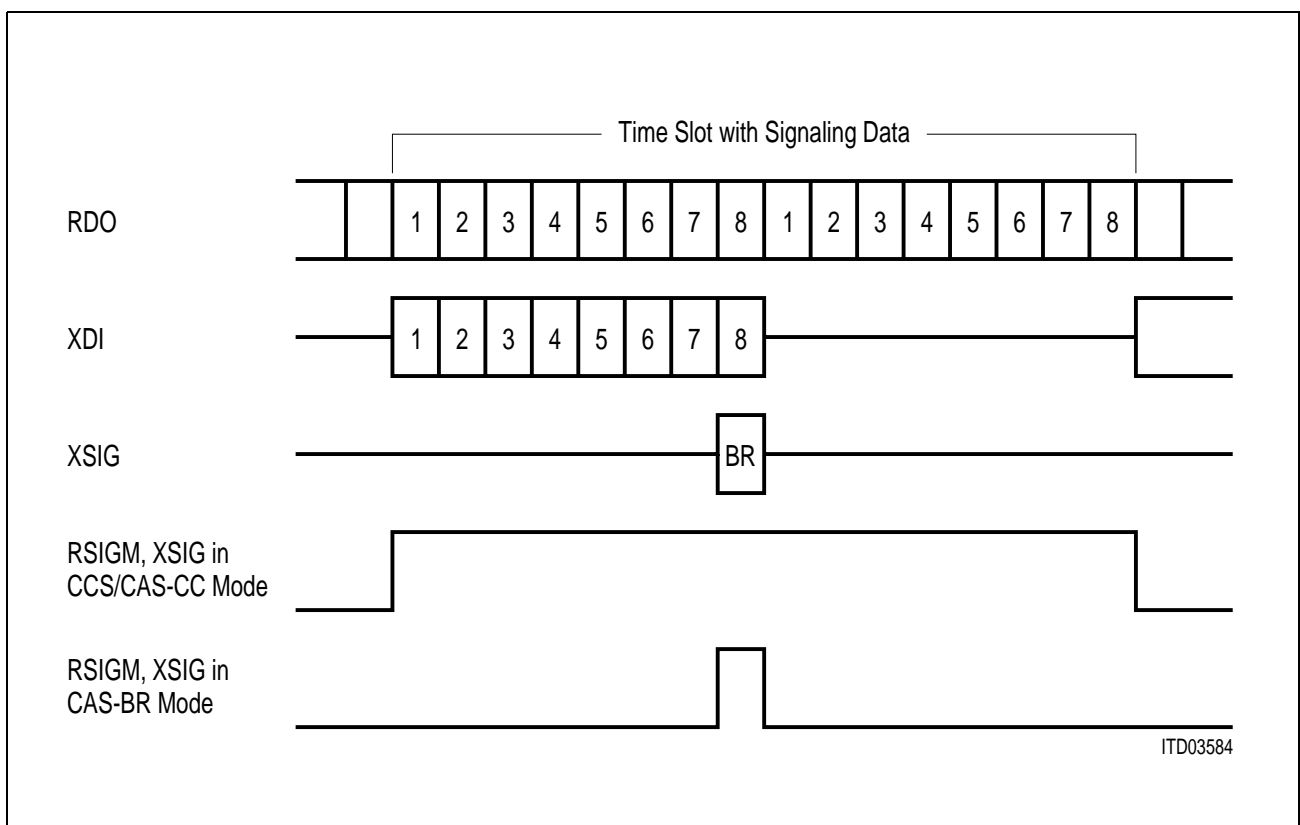 Time Slot with Signaling Data
RDO 1 2 3 4 5 6 7 8 1 2 3 4 5 6 7 8
XDI 1 2 3 4 5 6 7 8
XSIG BR
RSIGM, XSIG in
CCS/CAS-CC Mode
RSIGM, XSIG in
CAS-BR Mode
ITD03584